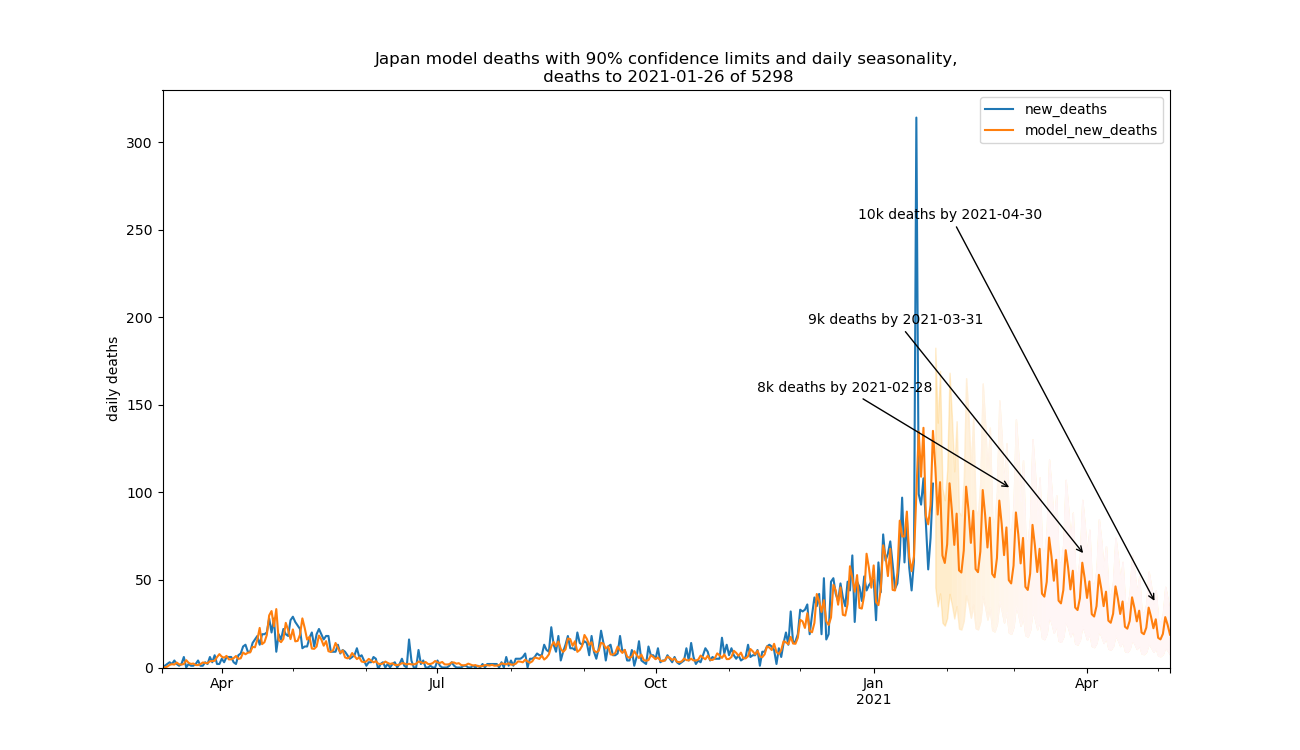 Japan model deaths with 90% confidence limits and daily seasonality,
deaths to 2021-01-26 of 5298
new_deaths
model_new_deaths
10k deaths by 2021-04-30
9k deaths by 2021-03-31
8k deaths by 2021-02-28
daily deaths
300
250
200
150
100
50
0
Apr
Jul
Oct
Jan
2021
Apr